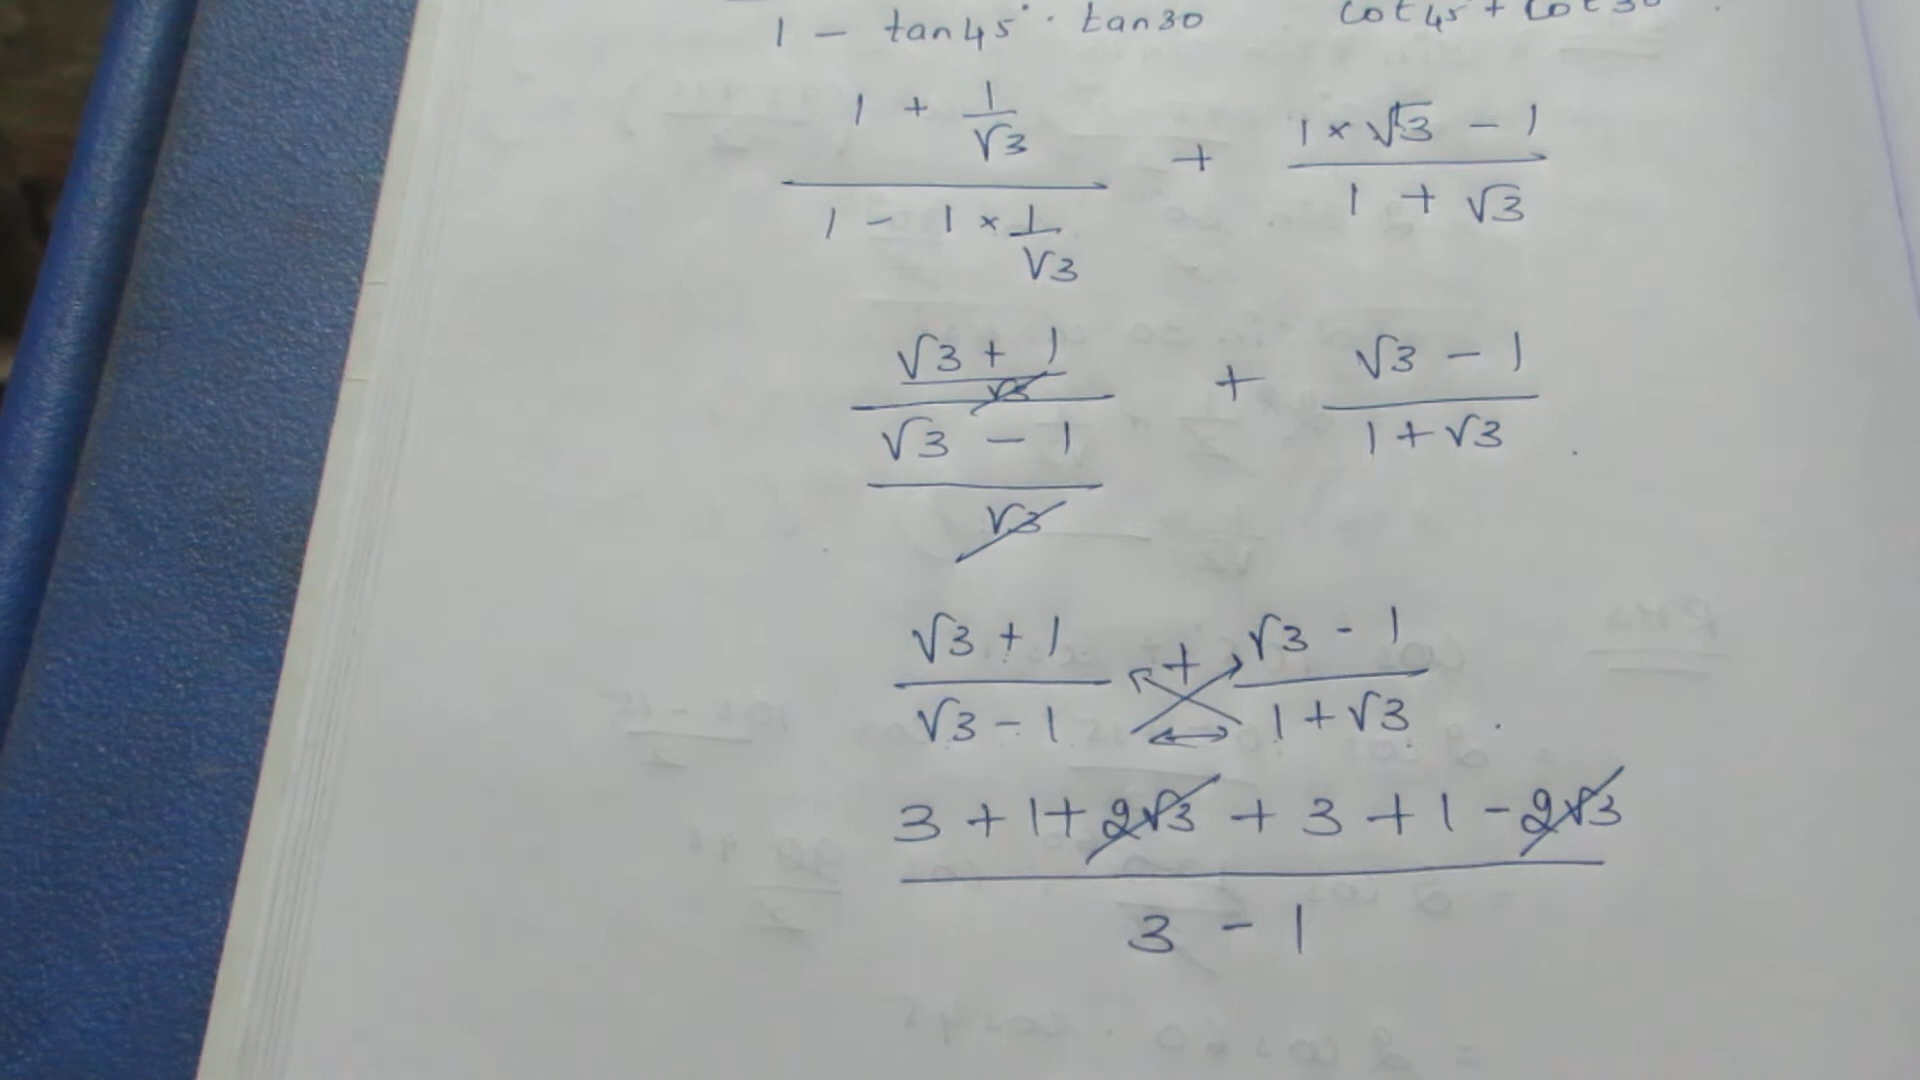 1 - tan45° · tan30 cot45 + cot30
1 + 1/√3 + 1×√3 - 1
1 - 1×1/√3 1 + √3
√3 + 1/√3 + √3 - 1
√3 - 1/√3 1 + √3
√3 + 1 + √3 - 1
√3 - 1 1 + √3
3 + 1 + 2√3 + 3 + 1 - 2√3
3 - 1